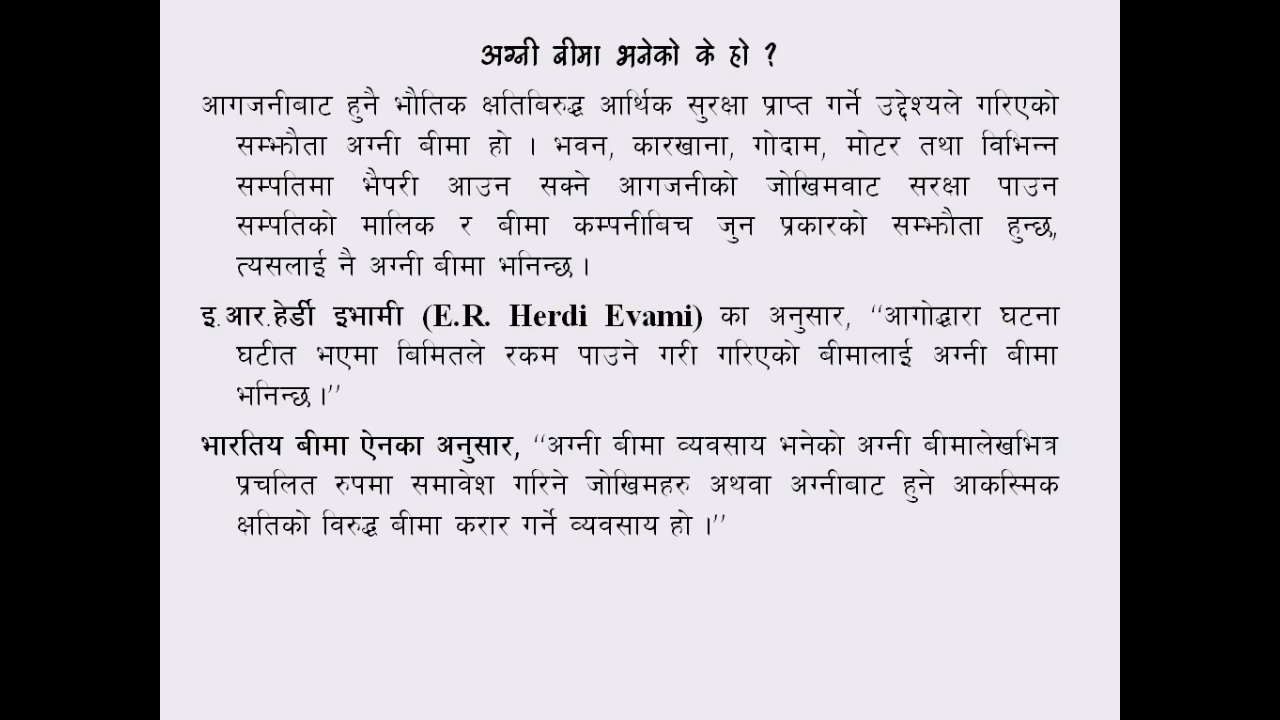 अग्नी बीमा भनेको के हो ?
आगजनीबाट हुनै भौतिक क्षतिबिरुद्ध आर्थिक सुरक्षा प्राप्त गर्ने उद्देश्यले गरिएको
सम्झौता अग्नी बीमा हो । भवन, कारखाना, गोदाम, मोटर तथा विभिन्न
सम्पतिमा भैपरी आउन सक्ने आगजनीको जोखिमवाट सरक्षा पाउन
सम्पतिको मालिक र बीमा कम्पनीबिच जुन प्रकारको सम्झौता हुन्छ,
त्यसलाई नै अग्नी बीमा भनिन्छ ।
इ.आर.हेर्डी इभामी (E.R. Herdi Evami) का अनुसार, ‘‘आगोद्धारा घटना
घटीत भएमा बिमितले रकम पाउने गरी गरिएको बीमालाई अग्नी बीमा
भनिन्छ ।’’
भारतिय बीमा ऐनका अनुसार, ‘‘अग्नी बीमा व्यवसाय भनेको अग्नी बीमालेखभित्र
प्रचलित रुपमा समावेश गरिने जोखिमहरु अथवा अग्नीबाट हुने आकस्मिक
क्षतिको विरुद्ध बीमा करार गर्ने व्यवसाय हो ।’’